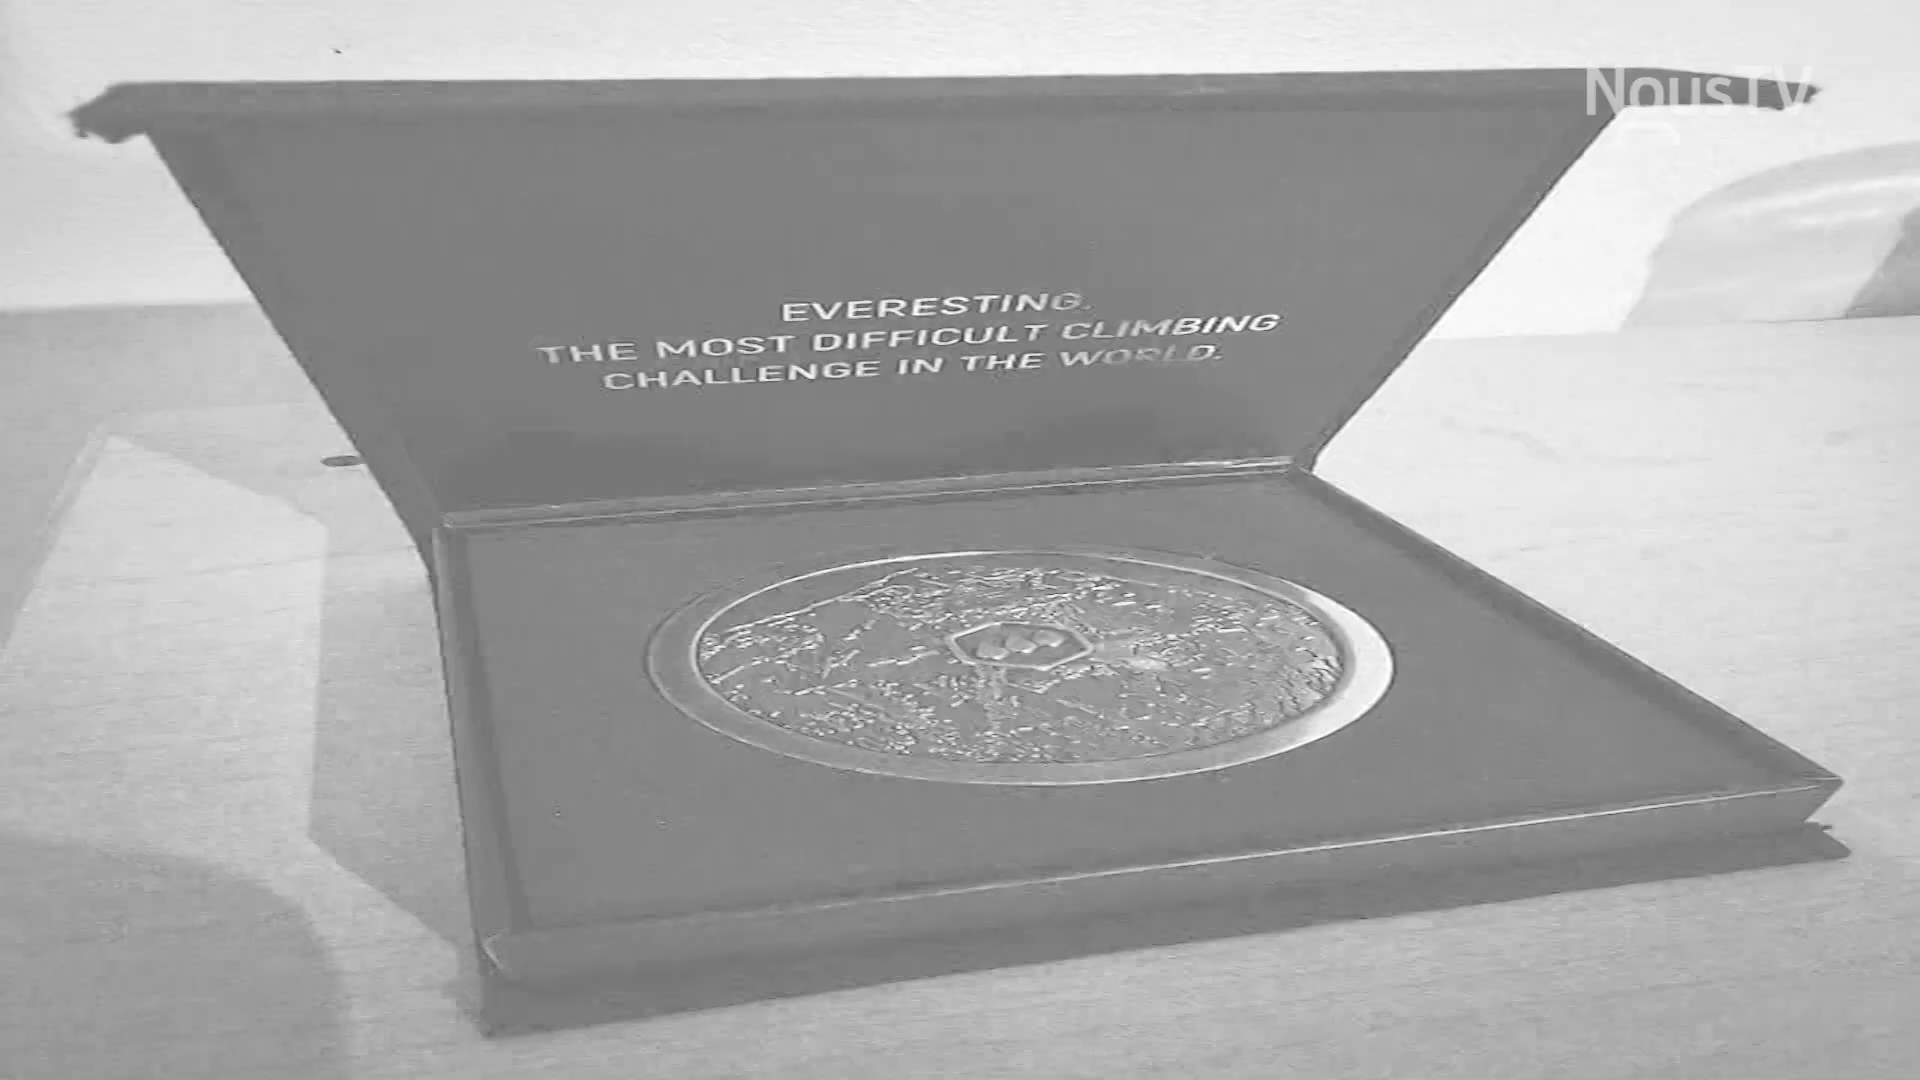 NousTV
EVERESTING.
THE MOST DIFFICULT CLIMBING
CHALLENGE IN THE WORLD.